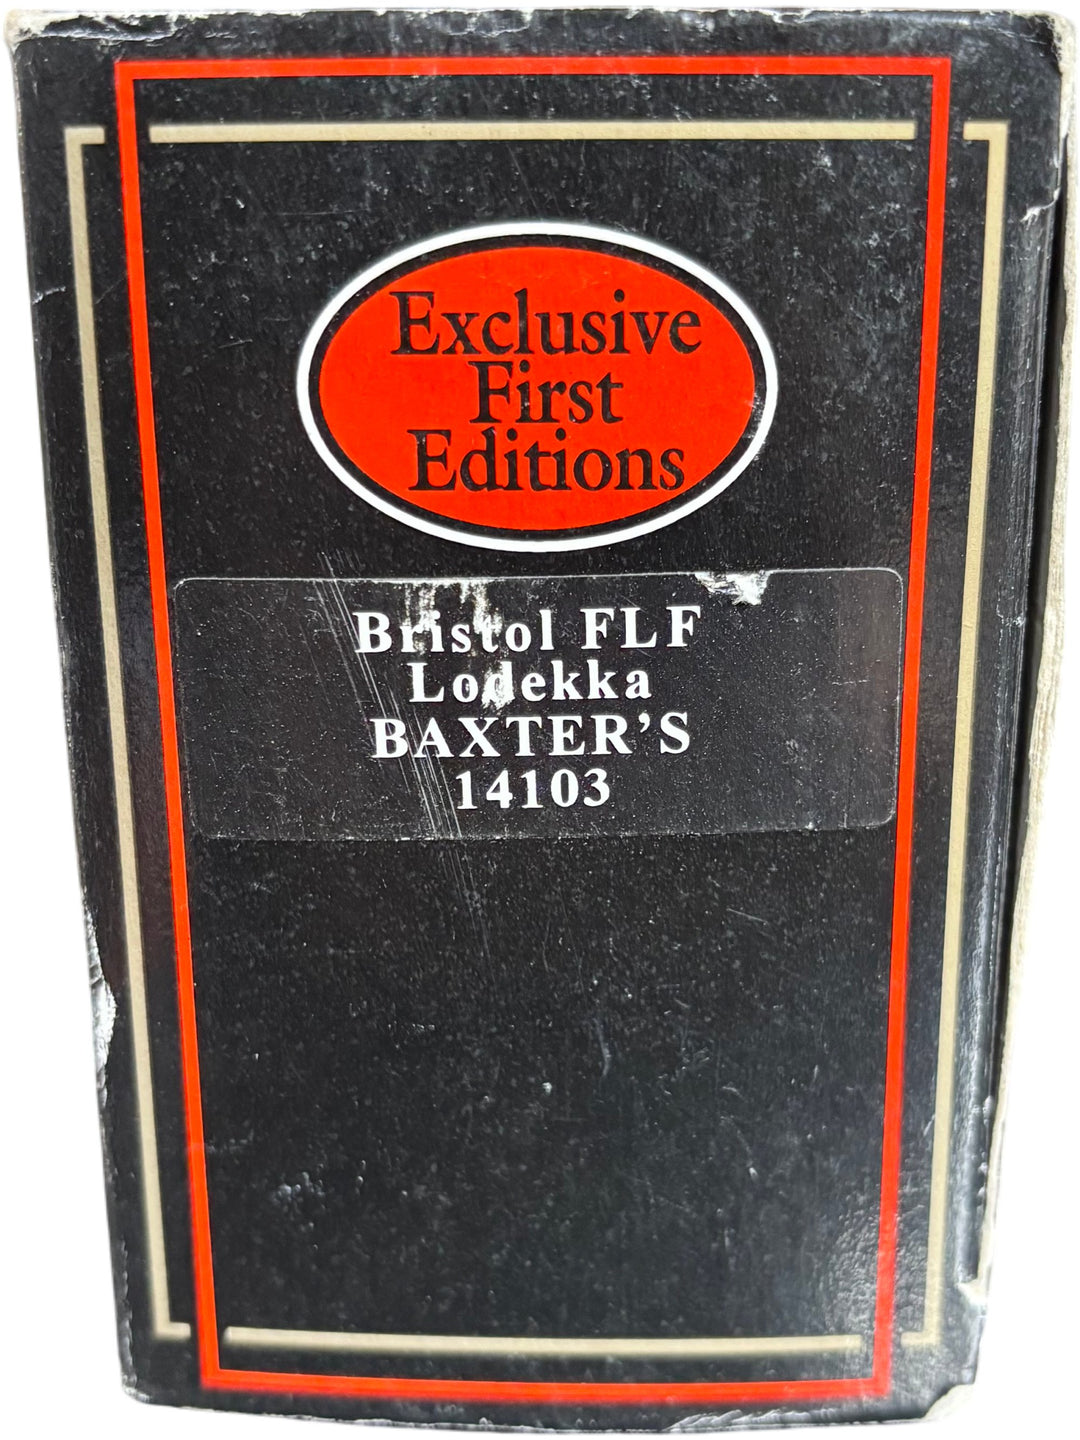 Exclusive
First
Editions
Bristol FLF
Lodekka
BAXTER'S
14103